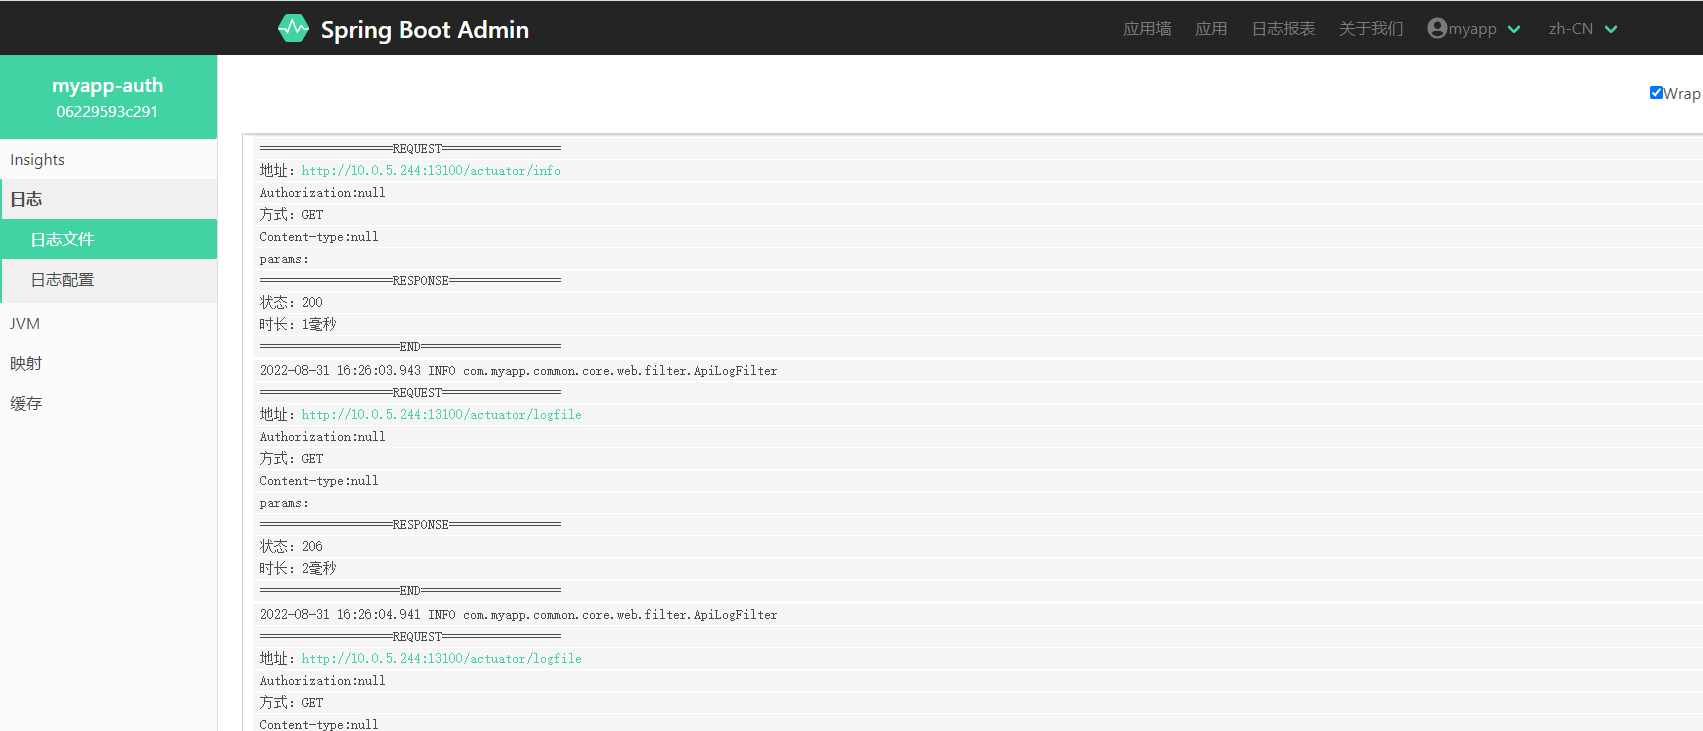 Spring Boot Admin
应用墙 应用 日志报表 关于我们 myapp zh-CN
myapp-auth
06229593c291
Wrap
Insights
日志
日志文件
日志配置
JVM
映射
缓存
===================REQUEST=================
地址：http://10.0.5.244:13100/actuator/info
Authorization:null
方式：GET
Content-type:null
params:
===================RESPONSE================
状态：200
时长：1毫秒
====================END====================
2022-08-31 16:26:03.943 INFO com.myapp.common.core.web.filter.ApiLogFilter
===================REQUEST=================
地址：http://10.0.5.244:13100/actuator/logfile
Authorization:null
方式：GET
Content-type:null
params:
===================RESPONSE================
状态：206
时长：2毫秒
====================END====================
2022-08-31 16:26:04.941 INFO com.myapp.common.core.web.filter.ApiLogFilter
===================REQUEST=================
地址：http://10.0.5.244:13100/actuator/logfile
Authorization:null
方式：GET
Content-type:null